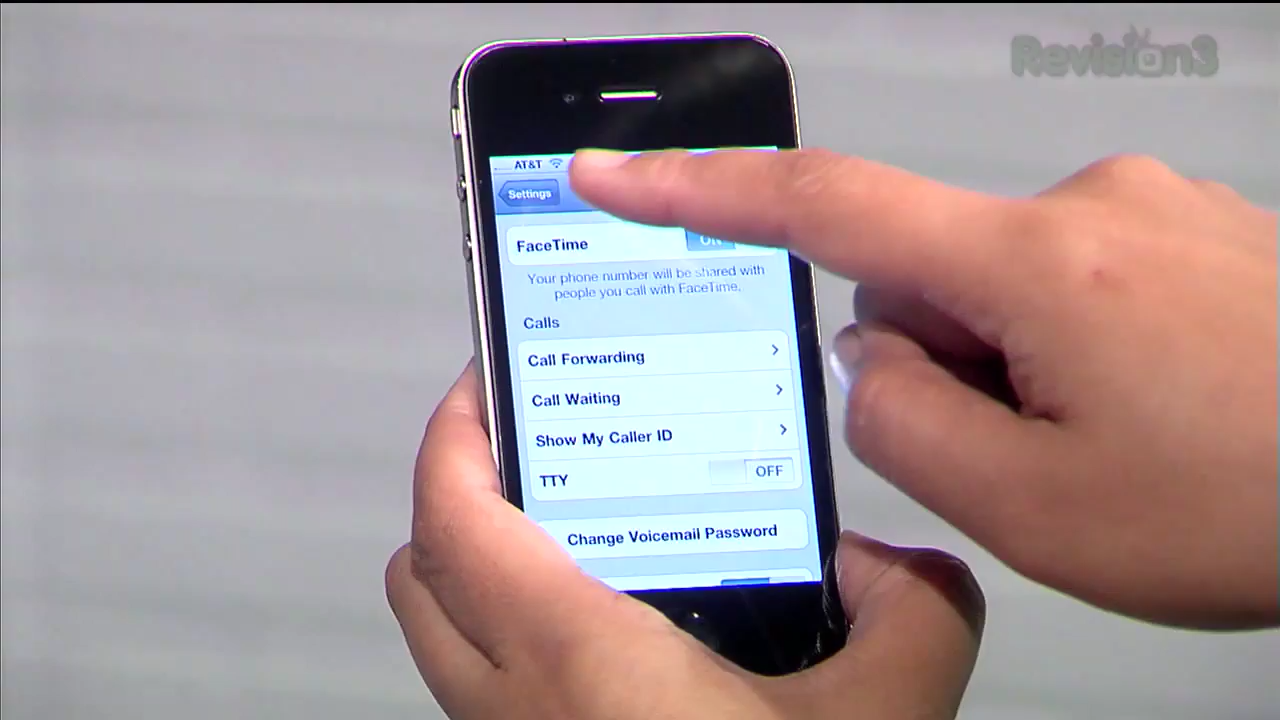 Revision3
AT&T
Settings
FaceTime ON
Your phone number will be shared with
people you call with FaceTime.
Calls
Call Forwarding
Call Waiting
Show My Caller ID
TTY OFF
Change Voicemail Password